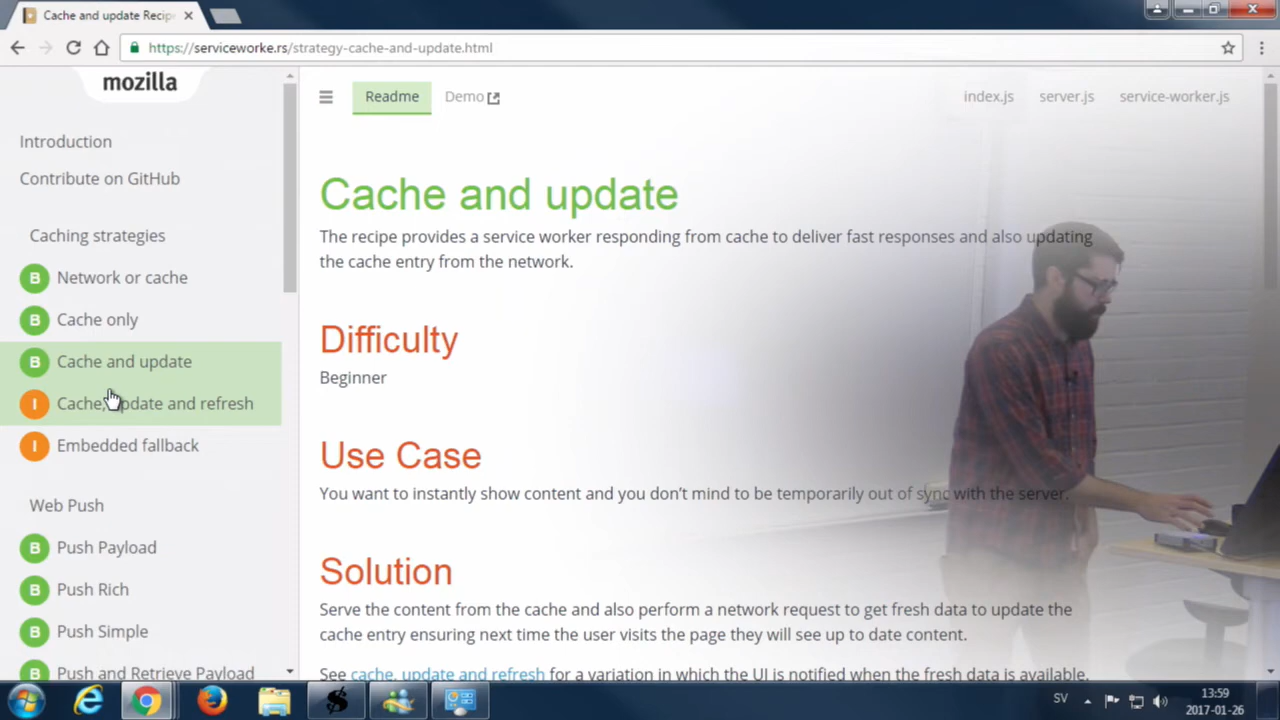 Cache and update Recip
https://serviceworke.rs/strategy-cache-and-update.html
mozilla
Introduction
Contribute on GitHub
Caching strategies
B Network or cache
B Cache only
B Cache and update
I Cache, update and refresh
I Embedded fallback
Web Push
B Push Payload
B Push Rich
B Push Simple
B Push and Retrieve Payload
Readme
Demo
index.js
server.js
service-worker.js
Cache and update
The recipe provides a service worker responding from cache to deliver fast responses and also updating
the cache entry from the network.
Difficulty
Beginner
Use Case
You want to instantly show content and you don’t mind to be temporarily out of sync with the server.
Solution
Serve the content from the cache and also perform a network request to get fresh data to update the
cache entry ensuring next time the user visits the page they will see up to date content.
See cache, update and refresh for a variation in which the UI is notified when the fresh data is available.
SV
13:59
2017-01-26